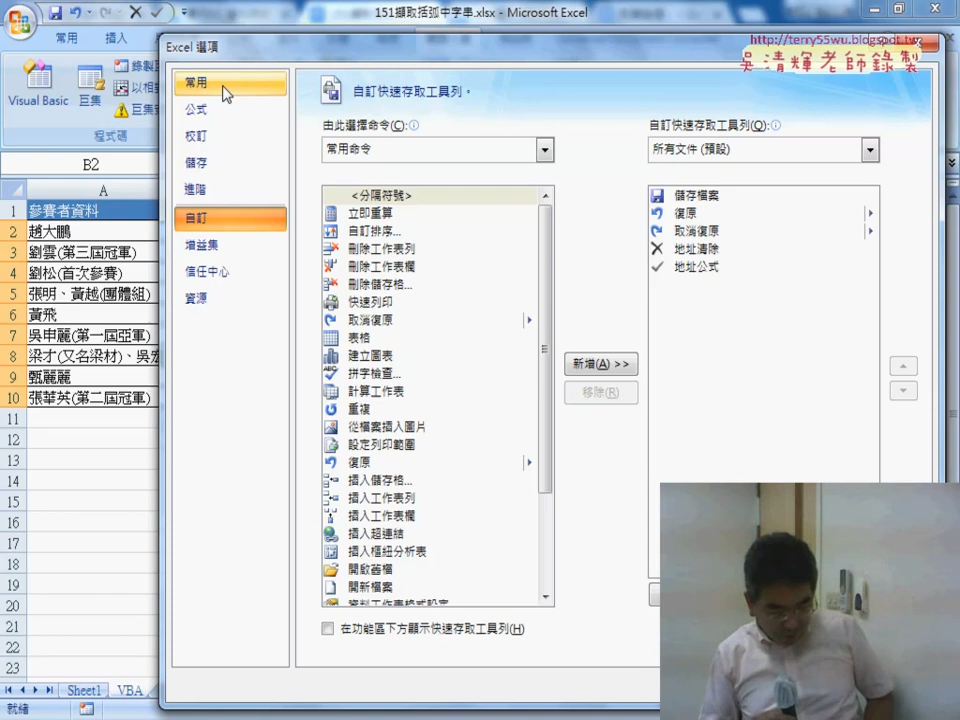 151擷取括弧中字串.xlsx - Microsoft Excel
常用
插入
Visual Basic
巨集
錄製
以相對
巨集
程式碼
B2
A
1 參賽者資料
2 趙大鵬
3 劉雲(第三屆冠軍)
4 劉松(首次參賽)
5 張明、黃越(團體組)
6 黃飛
7 吳申麗(第一屆亞軍)
8 梁才(又名梁材)、吳
9 甄麗麗
10 張華英(第二屆冠軍)
11
12
13
14
15
16
17
18
19
20
21
22
23
Sheet1
VBA
就緒
Excel 選項
http://terry55wu.blogspot.tw
吳清輝老師錄製
常用
公式
校訂
儲存
進階
自訂
增益集
信任中心
資源
自訂快速存取工具列。
由此選擇命令(C):
常用命令
<分隔符號>
立即重算
自訂排序...
刪除工作表列
刪除工作表欄
刪除儲存格...
快速列印
取消復原
表格
建立圖表
拼字檢查...
計算工作表
重複
從檔案插入圖片
設定列印範圍
復原
插入儲存格...
插入工作表列
插入工作表欄
插入超連結
插入樞紐分析表
開啟舊檔
開新檔案
新增(A) >>
移除(R)
自訂快速存取工具列(Q):
所有文件 (預設)
儲存檔案
復原
取消復原
地址清除
地址公式
在功能區下方顯示快速存取工具列(H)